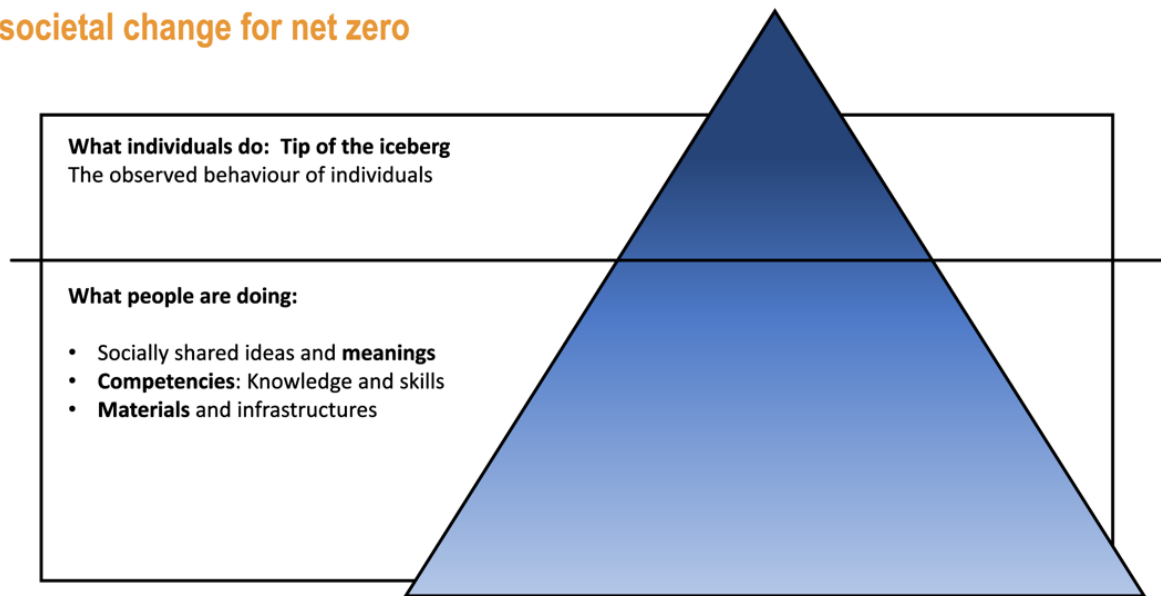 societal change for net zero
What individuals do:  Tip of the iceberg
The observed behaviour of individuals
What people are doing:
• Socially shared ideas and meanings
• Competencies: Knowledge and skills
• Materials and infrastructures